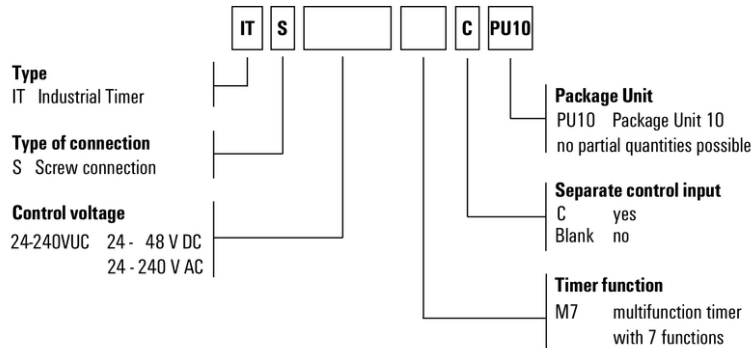 IT S C PU10
Type
IT Industrial Timer
Type of connection
S Screw connection
Control voltage
24-240VUC 24 - 48 V DC
24 - 240 V AC
Package Unit
PU10 Package Unit 10
no partial quantities possible
Separate control input
C yes
Blank no
Timer function
M7 multifunction timer
with 7 functions